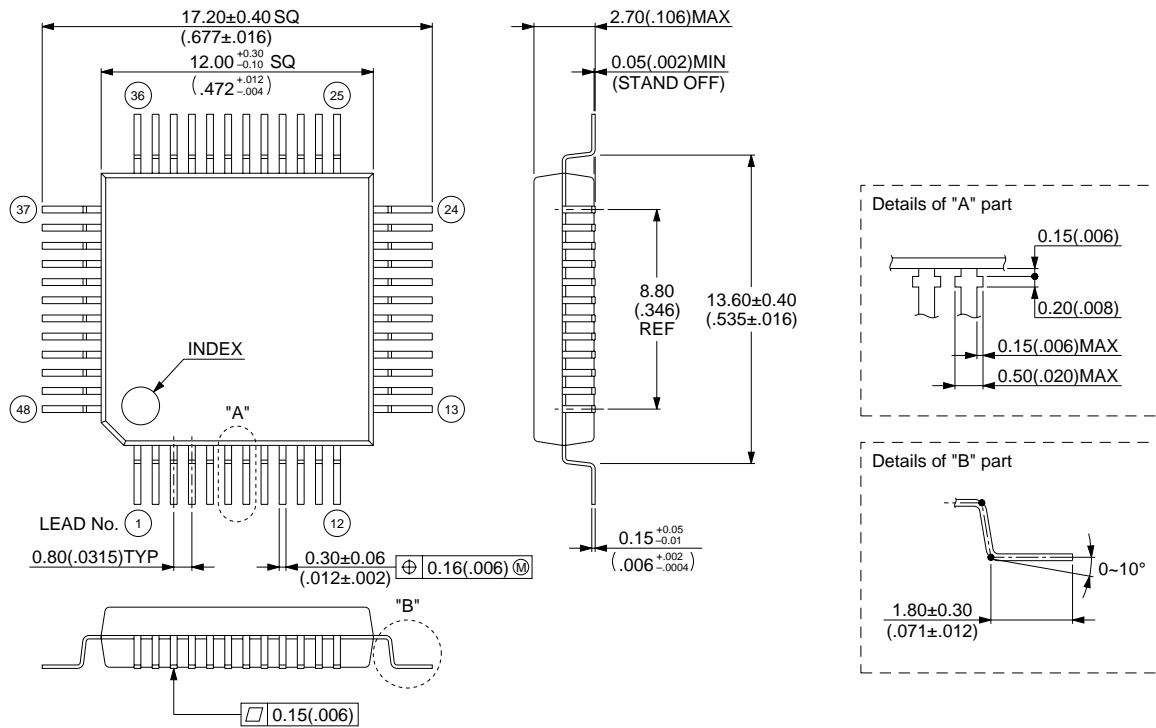 17.20±0.40 SQ
(.677±.016)
12.00 +0.30 –0.10 SQ
(.472 +.012 –.004)
36
25
37
24
INDEX
48
13
"A"
LEAD No.
1
12
0.80(.0315)TYP
0.30±0.06
(.012±.002)
⌖ 0.16(.006) Ⓜ
"B"
⏥ 0.15(.006)
2.70(.106)MAX
0.05(.002)MIN
(STAND OFF)
8.80
(.346)
REF
13.60±0.40
(.535±.016)
0.15 +0.05 –0.01
(.006 +.002 –.0004)
Details of "A" part
0.15(.006)
0.20(.008)
0.15(.006)MAX
0.50(.020)MAX
Details of "B" part
0~10°
1.80±0.30
(.071±.012)